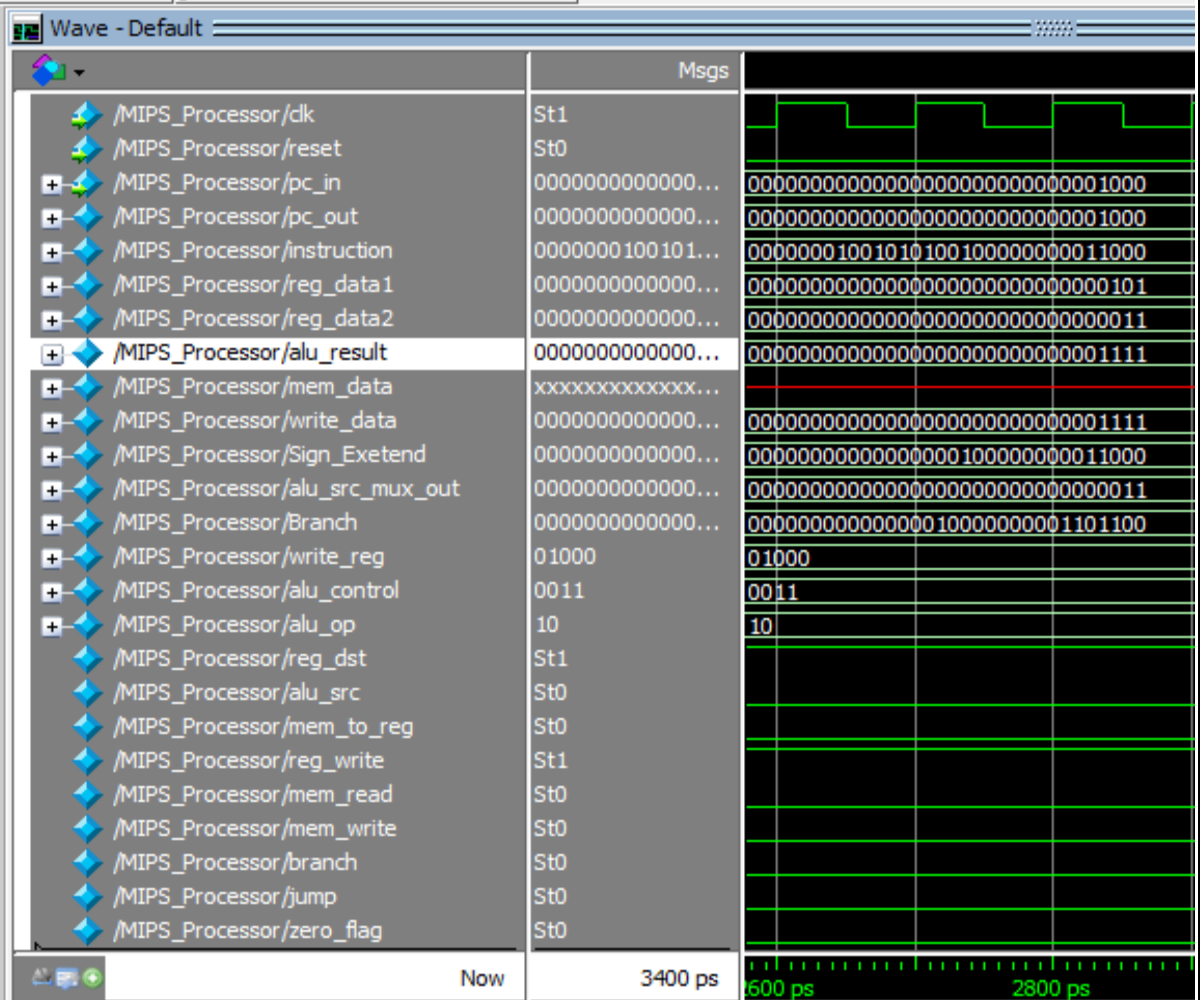 Wave - Default
Msgs
/MIPS_Processor/clk St1
/MIPS_Processor/reset St0
/MIPS_Processor/pc_in 0000000000000... 00000000000000000000000000001000
/MIPS_Processor/pc_out 0000000000000... 00000000000000000000000000001000
/MIPS_Processor/instruction 0000000100101... 00000001001010100100000000011000
/MIPS_Processor/reg_data1 0000000000000... 00000000000000000000000000000101
/MIPS_Processor/reg_data2 0000000000000... 00000000000000000000000000000011
/MIPS_Processor/alu_result 0000000000000... 00000000000000000000000000001111
/MIPS_Processor/mem_data xxxxxxxxxxxxx...
/MIPS_Processor/write_data 0000000000000... 00000000000000000000000000001111
/MIPS_Processor/Sign_Exetend 0000000000000... 00000000000000000100000000011000
/MIPS_Processor/alu_src_mux_out 0000000000000... 00000000000000000000000000000011
/MIPS_Processor/Branch 0000000000000... 00000000000000010000000001101100
/MIPS_Processor/write_reg 01000 01000
/MIPS_Processor/alu_control 0011 0011
/MIPS_Processor/alu_op 10 10
/MIPS_Processor/reg_dst St1
/MIPS_Processor/alu_src St0
/MIPS_Processor/mem_to_reg St0
/MIPS_Processor/reg_write St1
/MIPS_Processor/mem_read St0
/MIPS_Processor/mem_write St0
/MIPS_Processor/branch St0
/MIPS_Processor/jump St0
/MIPS_Processor/zero_flag St0
Now 3400 ps 2600 ps 2800 ps